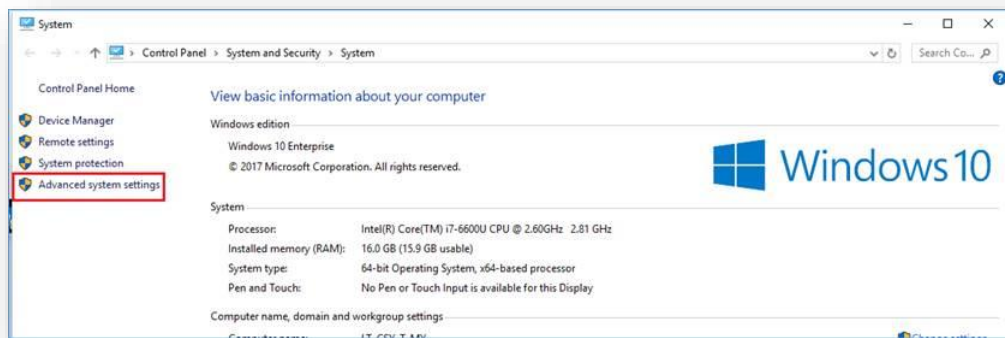 System
Control Panel > System and Security > System
Search Co...
Control Panel Home
Device Manager
Remote settings
System protection
Advanced system settings
View basic information about your computer
Windows edition
Windows 10 Enterprise
© 2017 Microsoft Corporation. All rights reserved.
Windows 10
System
Processor: Intel(R) Core(TM) i7-6600U CPU @ 2.60GHz 2.81 GHz
Installed memory (RAM): 16.0 GB (15.9 GB usable)
System type: 64-bit Operating System, x64-based processor
Pen and Touch: No Pen or Touch Input is available for this Display
Computer name, domain and workgroup settings